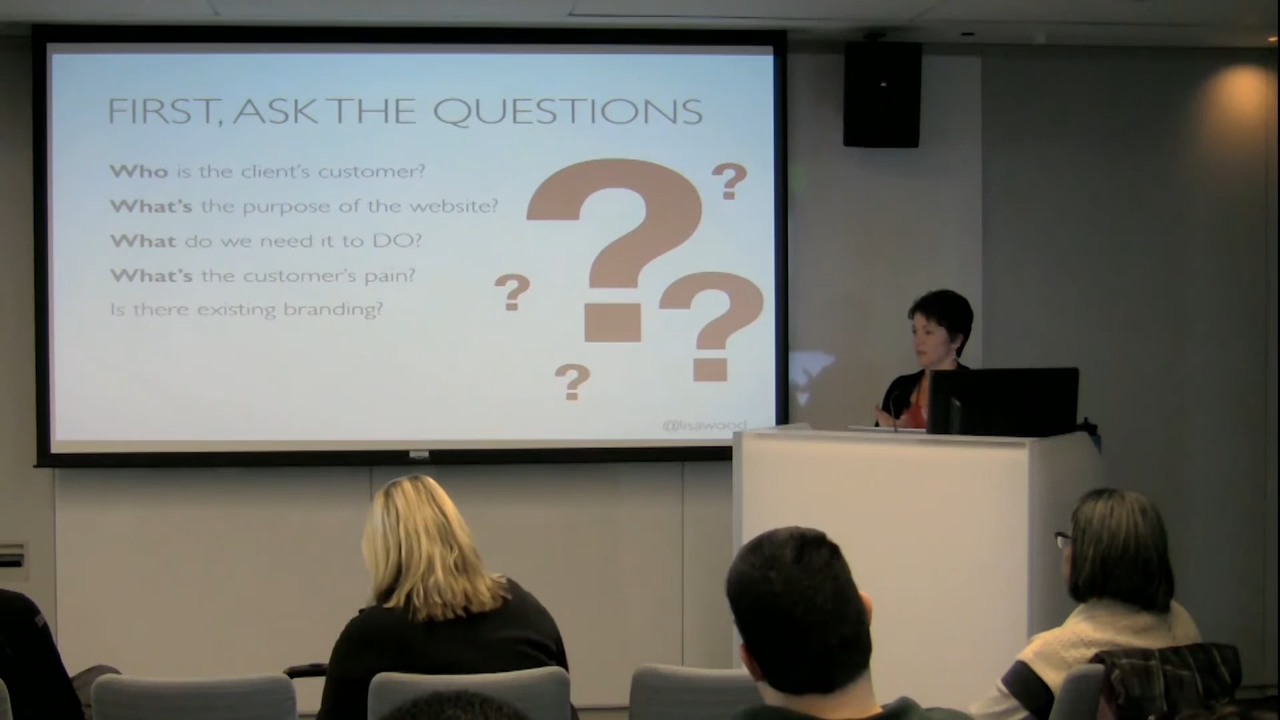 FIRST, ASK THE QUESTIONS
Who is the client's customer?
What's the purpose of the website?
What do we need it to DO?
What's the customer's pain?
Is there existing branding?
@lisawood